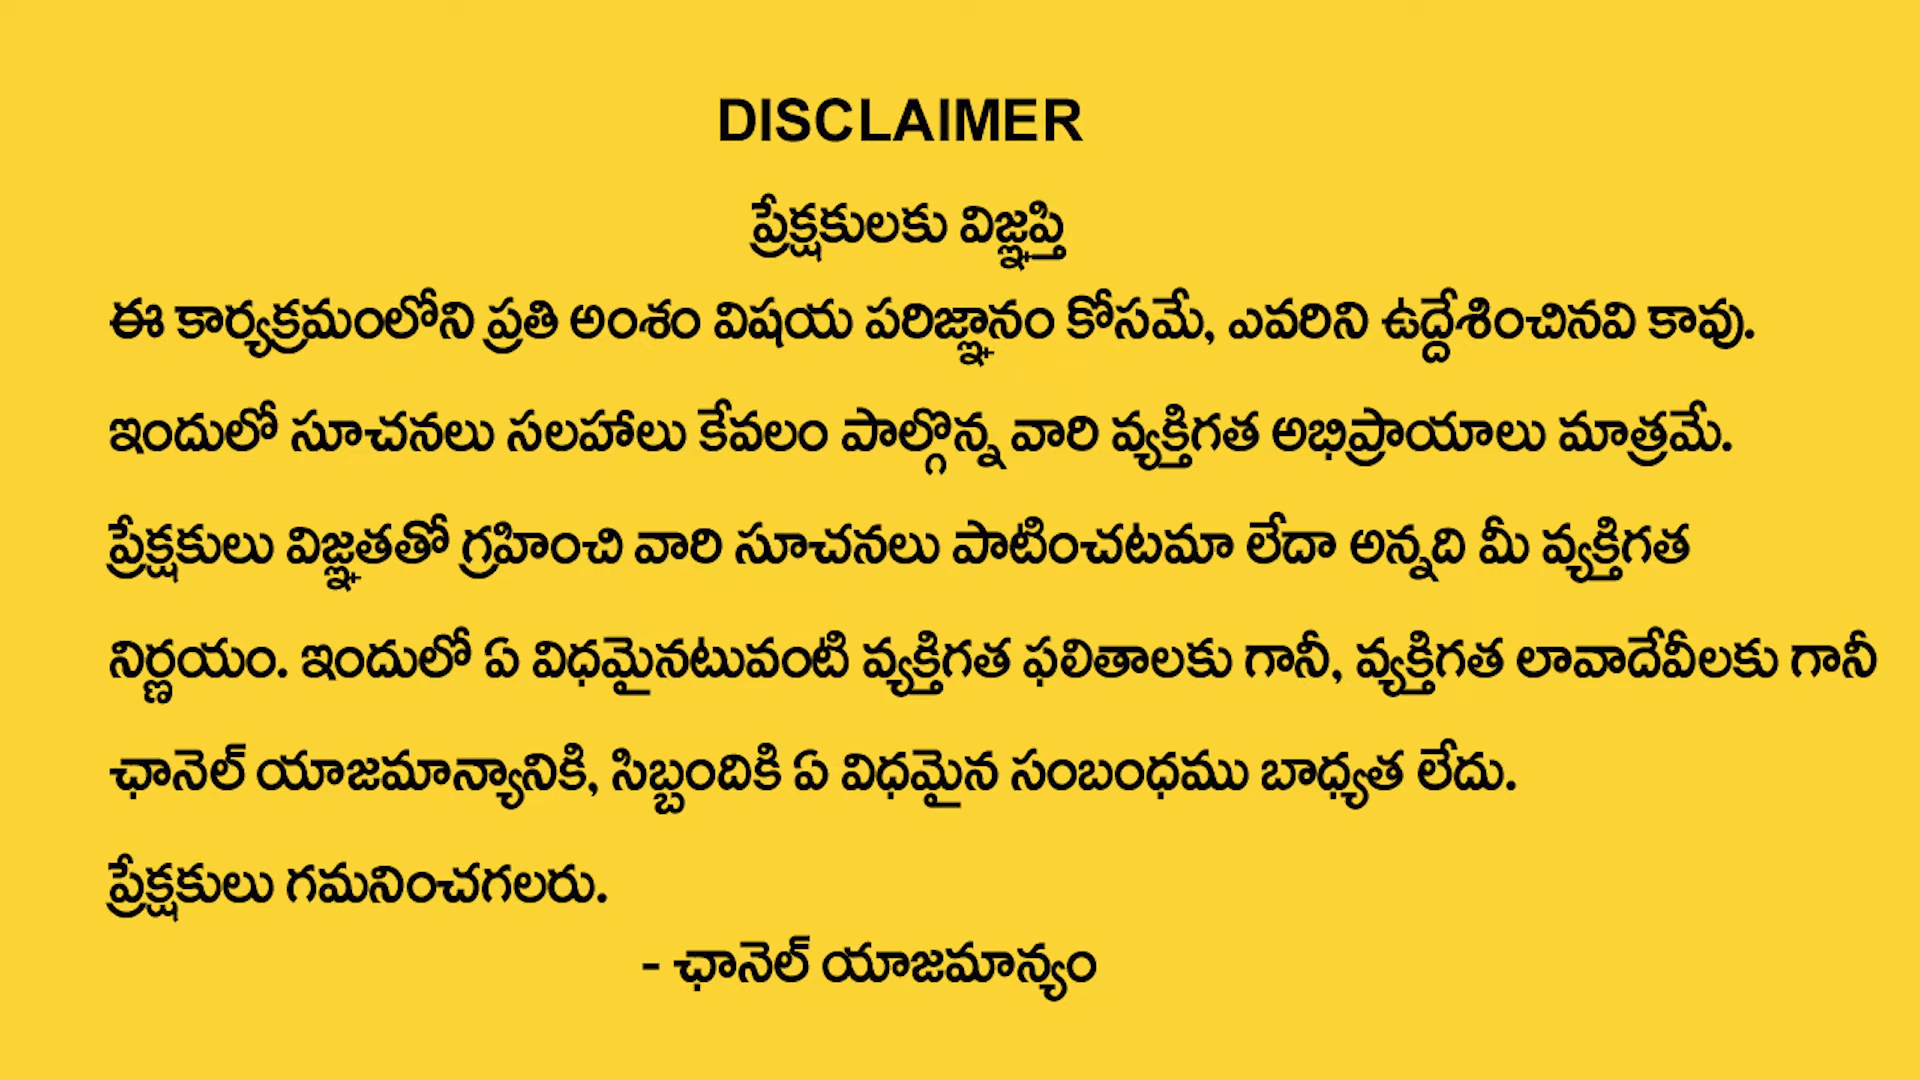 DISCLAIMER
ప్రేక్షకులకు విజ్ఞప్తి
ఈ కార్యక్రమంలోని ప్రతి అంశం విషయ పరిజ్ఞానం కోసమే, ఎవరిని ఉద్దేశించినవి కావు.
ఇందులో సూచనలు సలహాలు కేవలం పాల్గొన్న వారి వ్యక్తిగత అభిప్రాయాలు మాత్రమే.
ప్రేక్షకులు విజ్ఞతతో గ్రహించి వారి సూచనలు పాటించటమా లేదా అన్నది మీ వ్యక్తిగత
నిర్ణయం. ఇందులో ఏ విధమైనటువంటి వ్యక్తిగత ఫలితాలకు గానీ, వ్యక్తిగత లావాదేవీలకు గానీ
ఛానెల్ యాజమాన్యానికి, సిబ్బందికి ఏ విధమైన సంబంధము బాధ్యత లేదు.
ప్రేక్షకులు గమనించగలరు.
- ఛానెల్ యాజమాన్యం